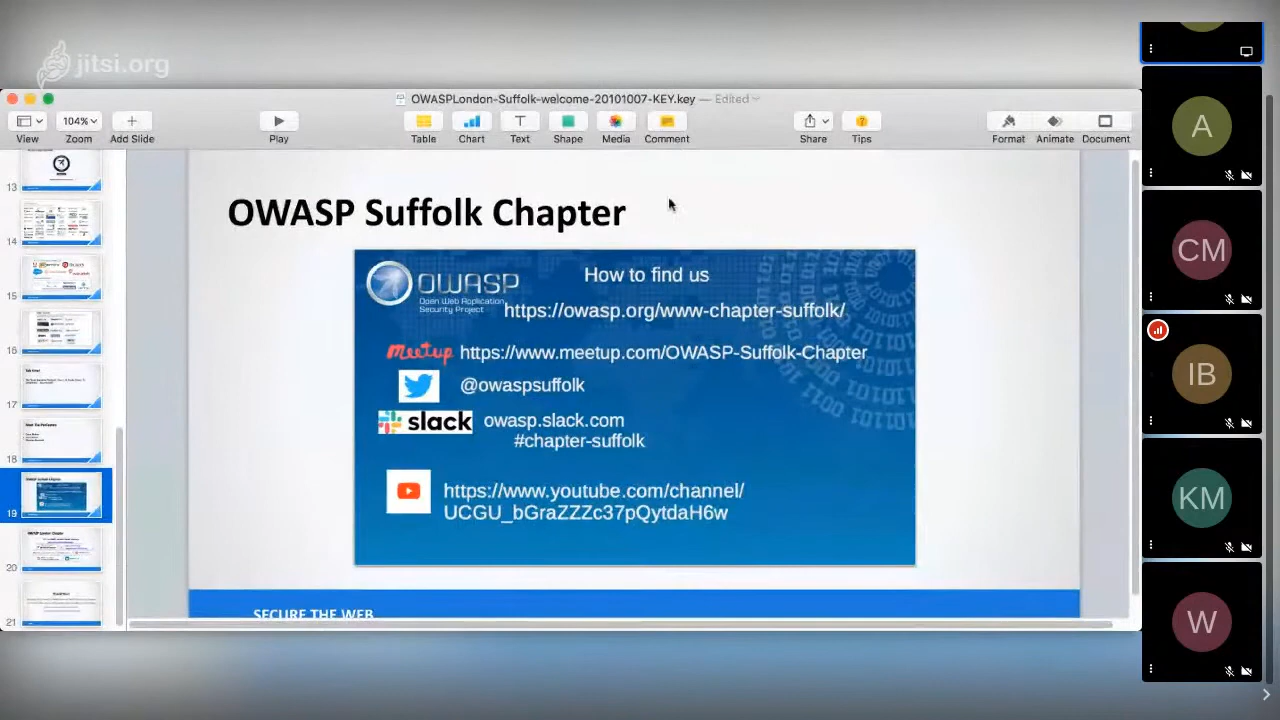 jitsi.org
OWASPLondon-Suffolk-welcome-20101007-KEY.key — Edited
104%
View Zoom Add Slide Play Table Chart Text Shape Media Comment Share Tips Format Animate Document
13
14
15
16
17
18
19
20
21
OWASP Suffolk Chapter
OWASP
Open Web Application
Security Project
How to find us
https://owasp.org/www-chapter-suffolk/
meetup https://www.meetup.com/OWASP-Suffolk-Chapter
@owaspsuffolk
slack owasp.slack.com
#chapter-suffolk
https://www.youtube.com/channel/
UCGU_bGraZZZc37pQytdaH6w
SECURE THE WEB
A
CM
IB
KM
W